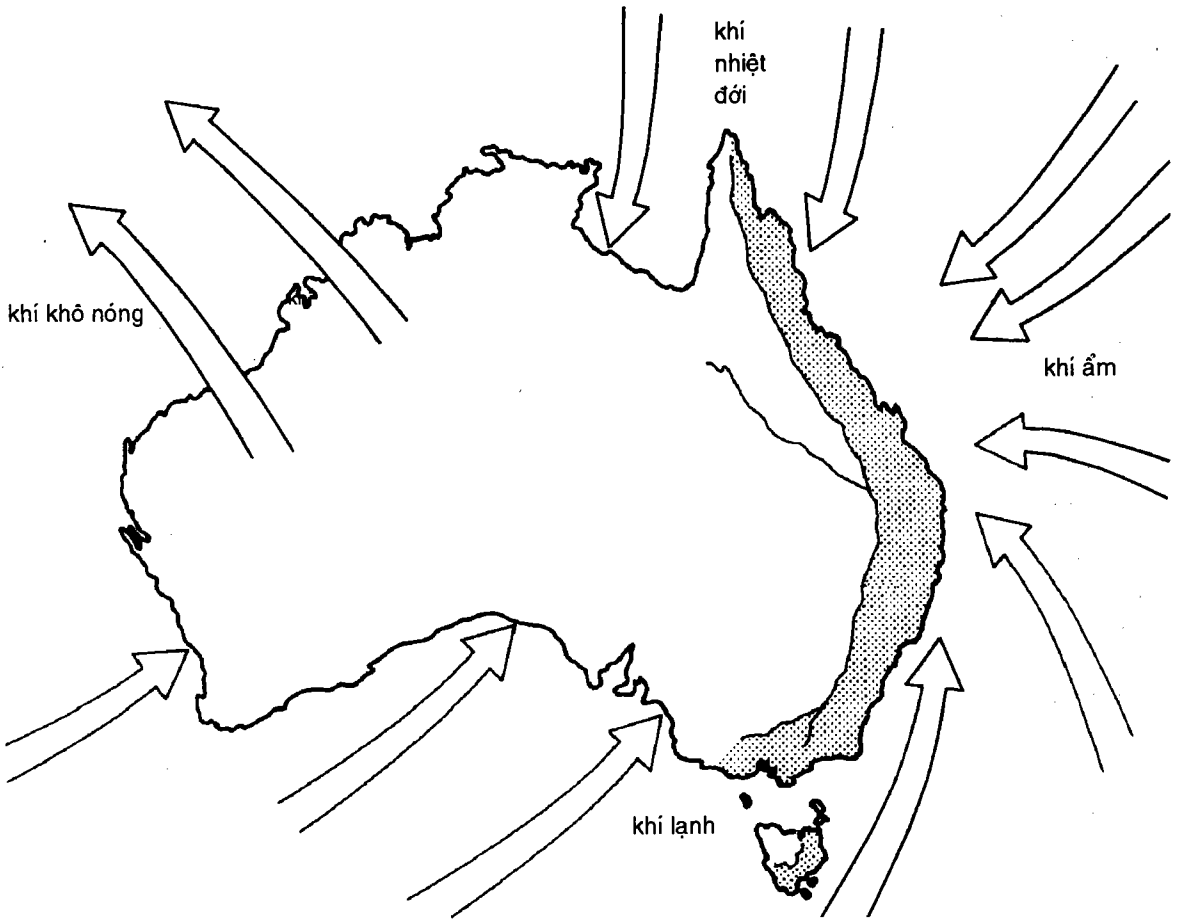 khí
nhiệt
đới
khí khô nóng
khí ẩm
khí lạnh